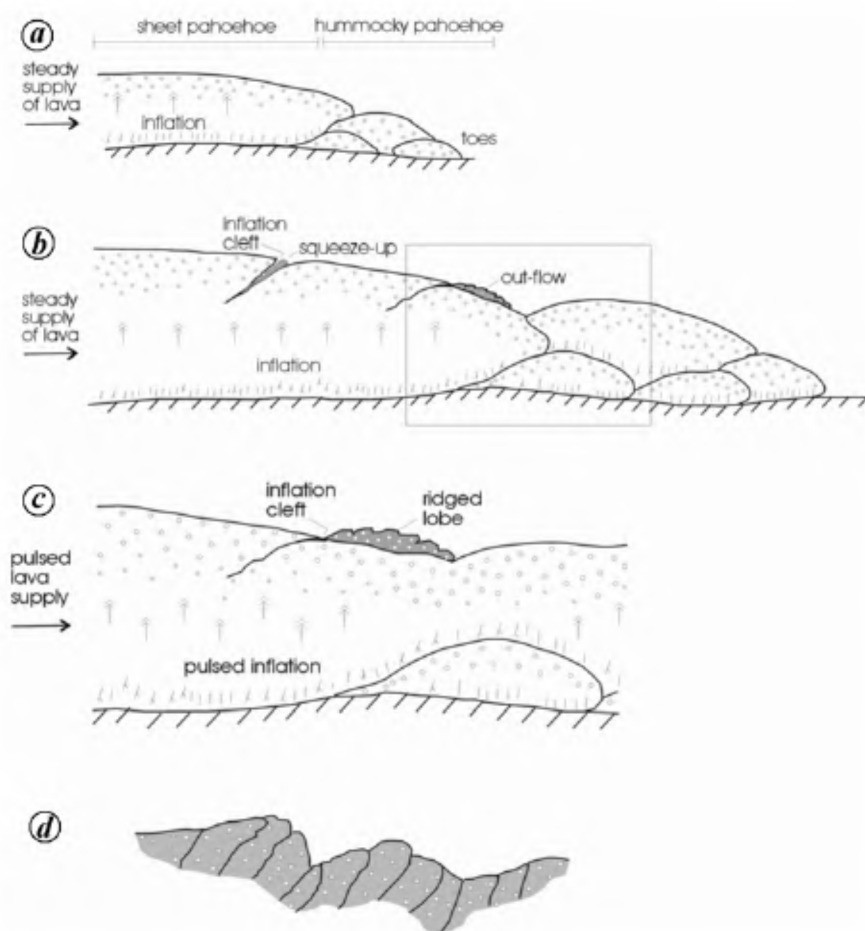 a
sheet pahoehoe
hummocky pahoehoe
steady
supply
of lava
inflation
toes
b
inflation
cleft
squeeze-up
out-flow
steady
supply
of lava
inflation
c
inflation
cleft
ridged
lobe
pulsed
lava
supply
pulsed inflation
d